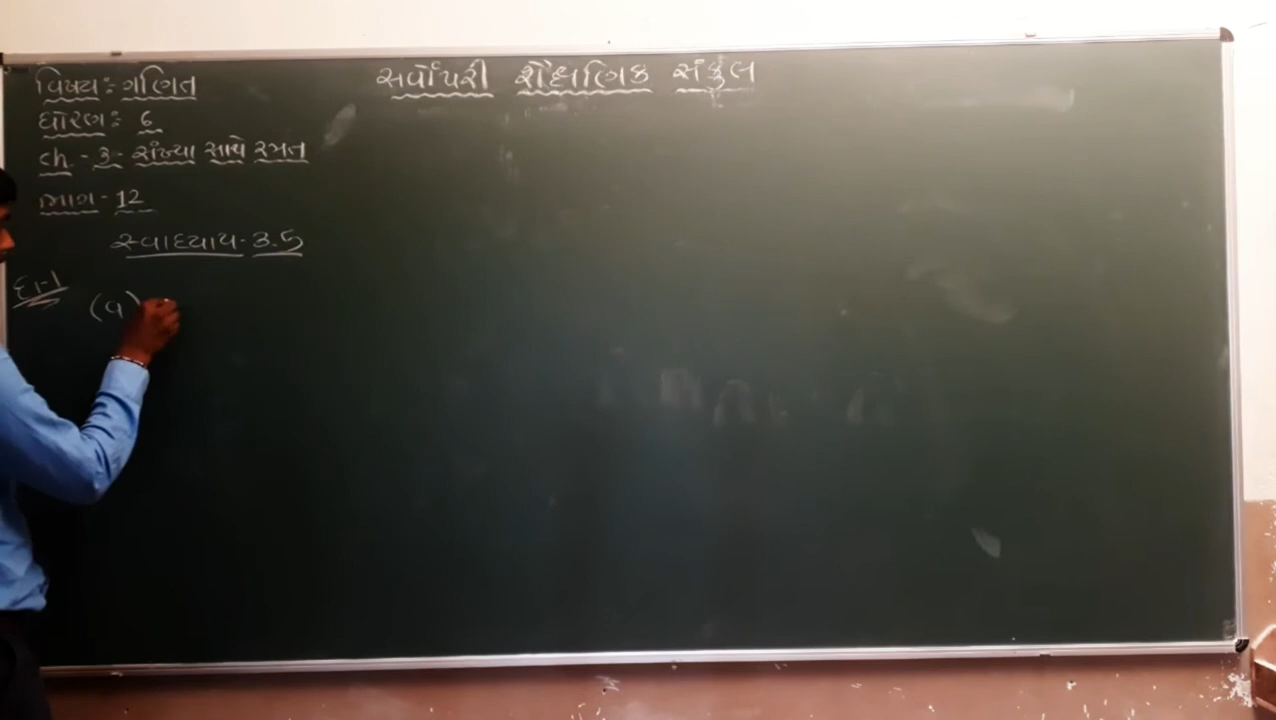 સર્વોપરી શૈક્ષણિક સંકુલ
વિષય : ગણિત
ધોરણ : 6
ch - 3 - સંખ્યા સાથે રમત
ભાગ - 12
સ્વાધ્યાય - 3.5
દા-1 (a)